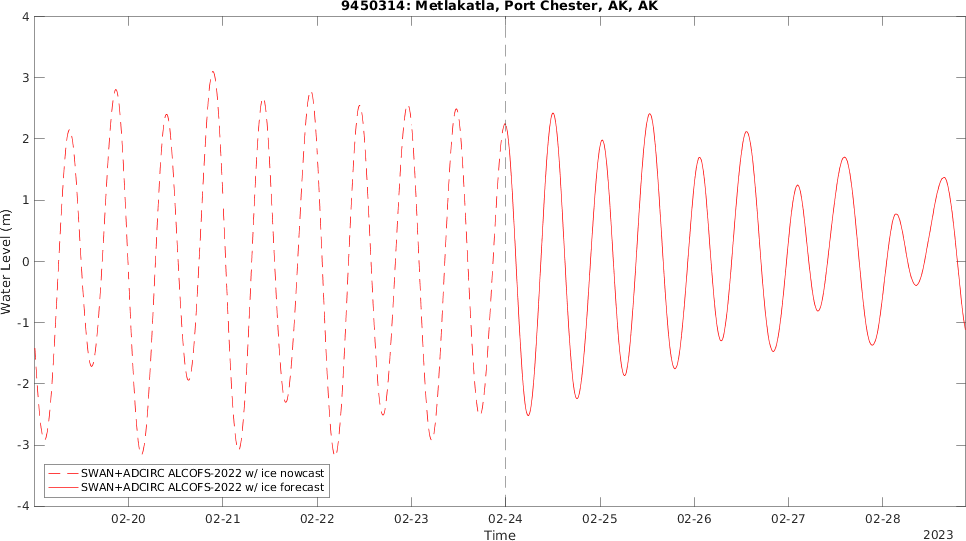 9450314: Metlakatla, Port Chester, AK, AK
4
3
2
1
0
-1
-2
-3
-4
Water Level (m)
SWAN+ADCIRC ALCOFS-2022 w/ ice nowcast
SWAN+ADCIRC ALCOFS-2022 w/ ice forecast
02-20 02-21 02-22 02-23 02-24 02-25 02-26 02-27 02-28
Time
2023